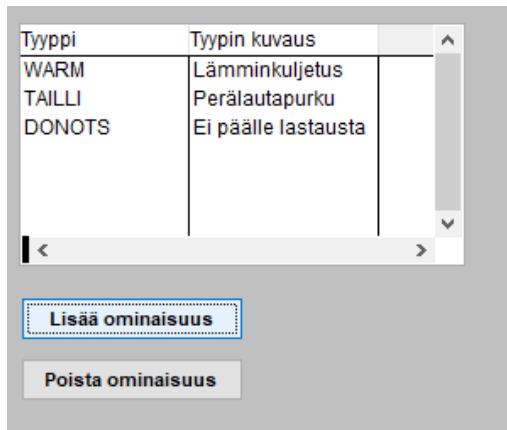 Tyyppi Tyypin kuvaus
WARM Lämminkuljetus
TAILLI Perälautapurku
DONOTS Ei päälle lastausta
Lisää ominaisuus
Poista ominaisuus